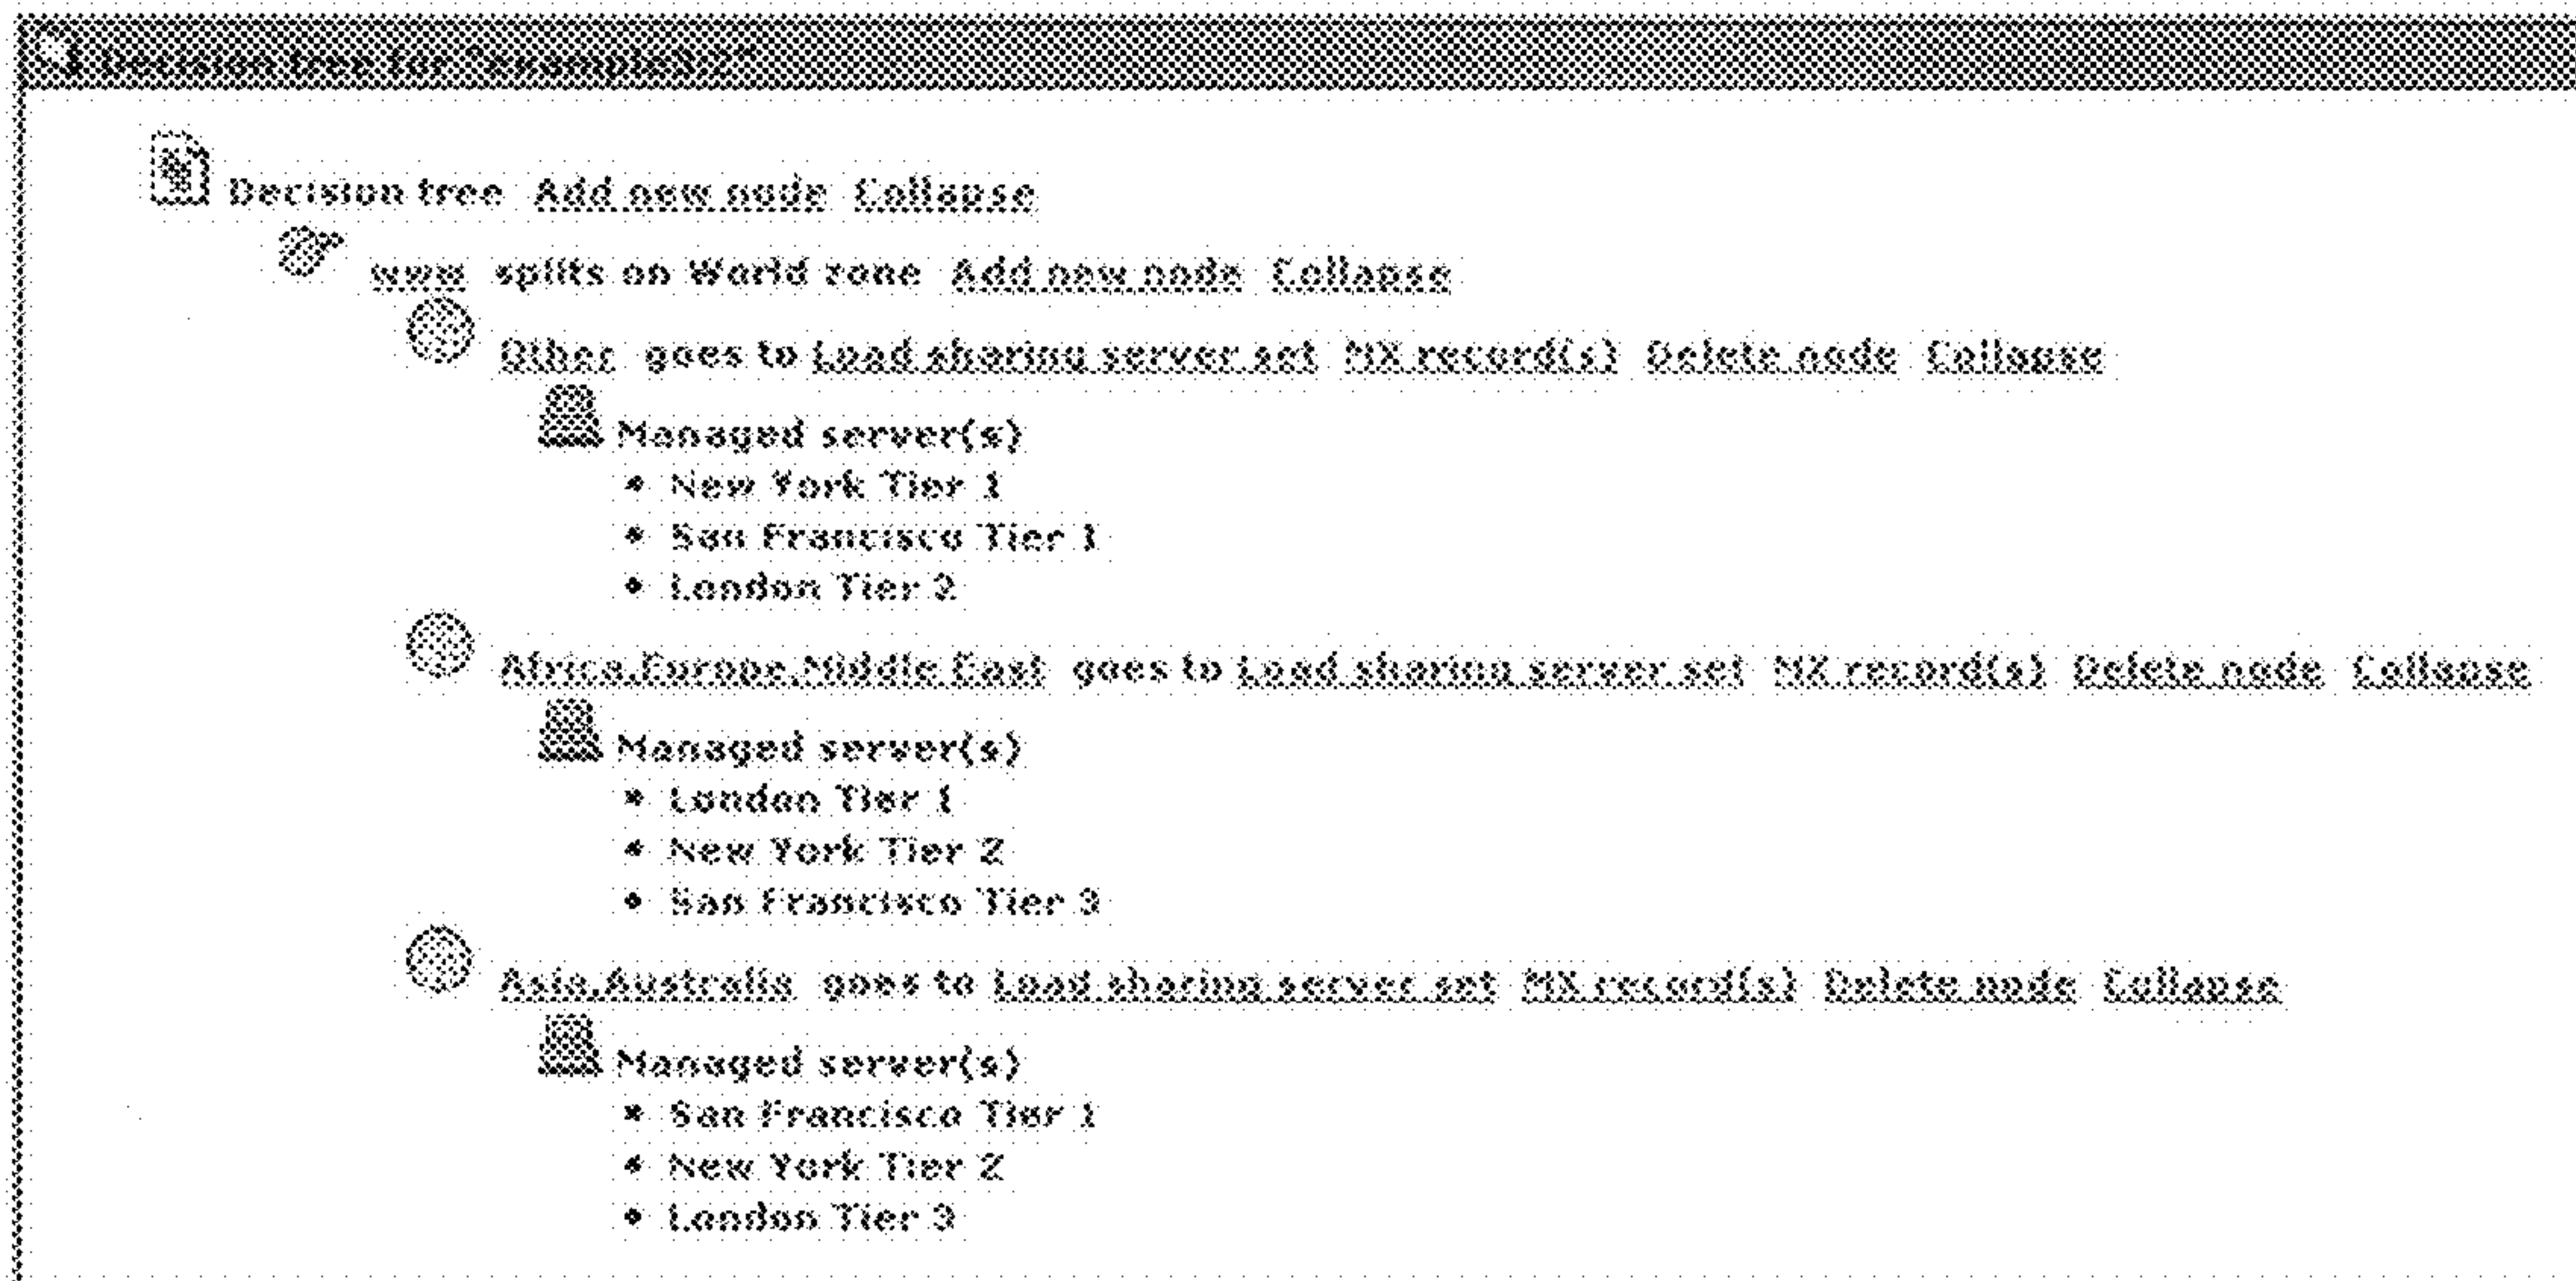 Decision tree for
Decision tree Add new node Collapse
www splits on World zone Add new node Collapse
Other goes to Load sharing server set MX record(s) Delete node Collapse
Managed server(s)
• New York Tier 1
• San Francisco Tier 1
• London Tier 2
Africa,Europe,Middle East goes to Load sharing server set MX record(s) Delete node Collapse
Managed server(s)
• London Tier 1
• New York Tier 2
• San Francisco Tier 3
Asia,Australia goes to Load sharing server set MX record(s) Delete node Collapse
Managed server(s)
• San Francisco Tier 1
• New York Tier 2
• London Tier 3